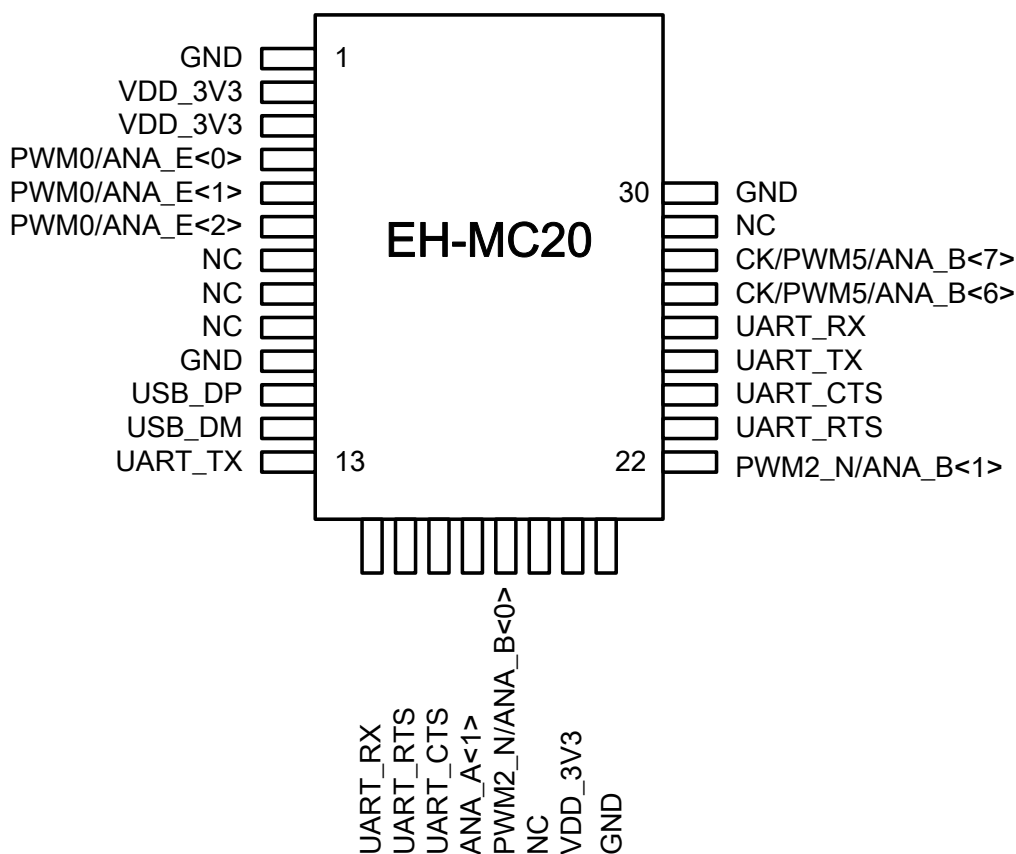 GND
VDD_3V3
VDD_3V3
PWM0/ANA_E<0>
PWM0/ANA_E<1>
PWM0/ANA_E<2>
NC
NC
NC
GND
USB_DP
USB_DM
UART_TX
1
13
EH-MC20
30
22
GND
NC
CK/PWM5/ANA_B<7>
CK/PWM5/ANA_B<6>
UART_RX
UART_TX
UART_CTS
UART_RTS
PWM2_N/ANA_B<1>
UART_RX
UART_RTS
UART_CTS
ANA_A<1>
PWM2_N/ANA_B<0>
NC
VDD_3V3
GND